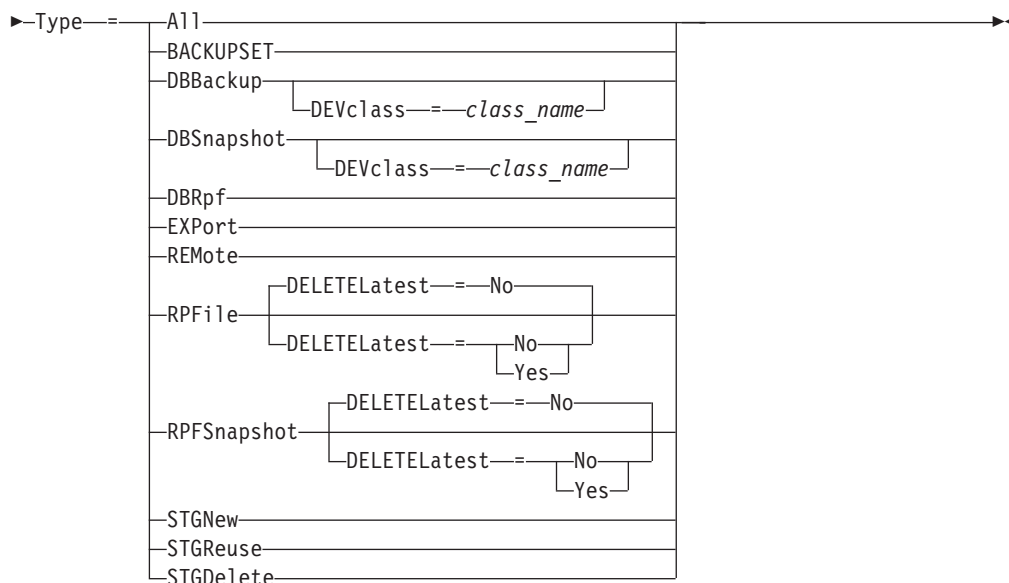 Type = All
BACKUPSET
DBBackup
DEVclass = class_name
DBSnapshot
DEVclass = class_name
DBRpf
EXPort
REMote
DELETELatest = No
RPFile
DELETELatest = No
Yes
DELETELatest = No
RPFSnapshot
DELETELatest = No
Yes
STGNew
STGReuse
STGDelete